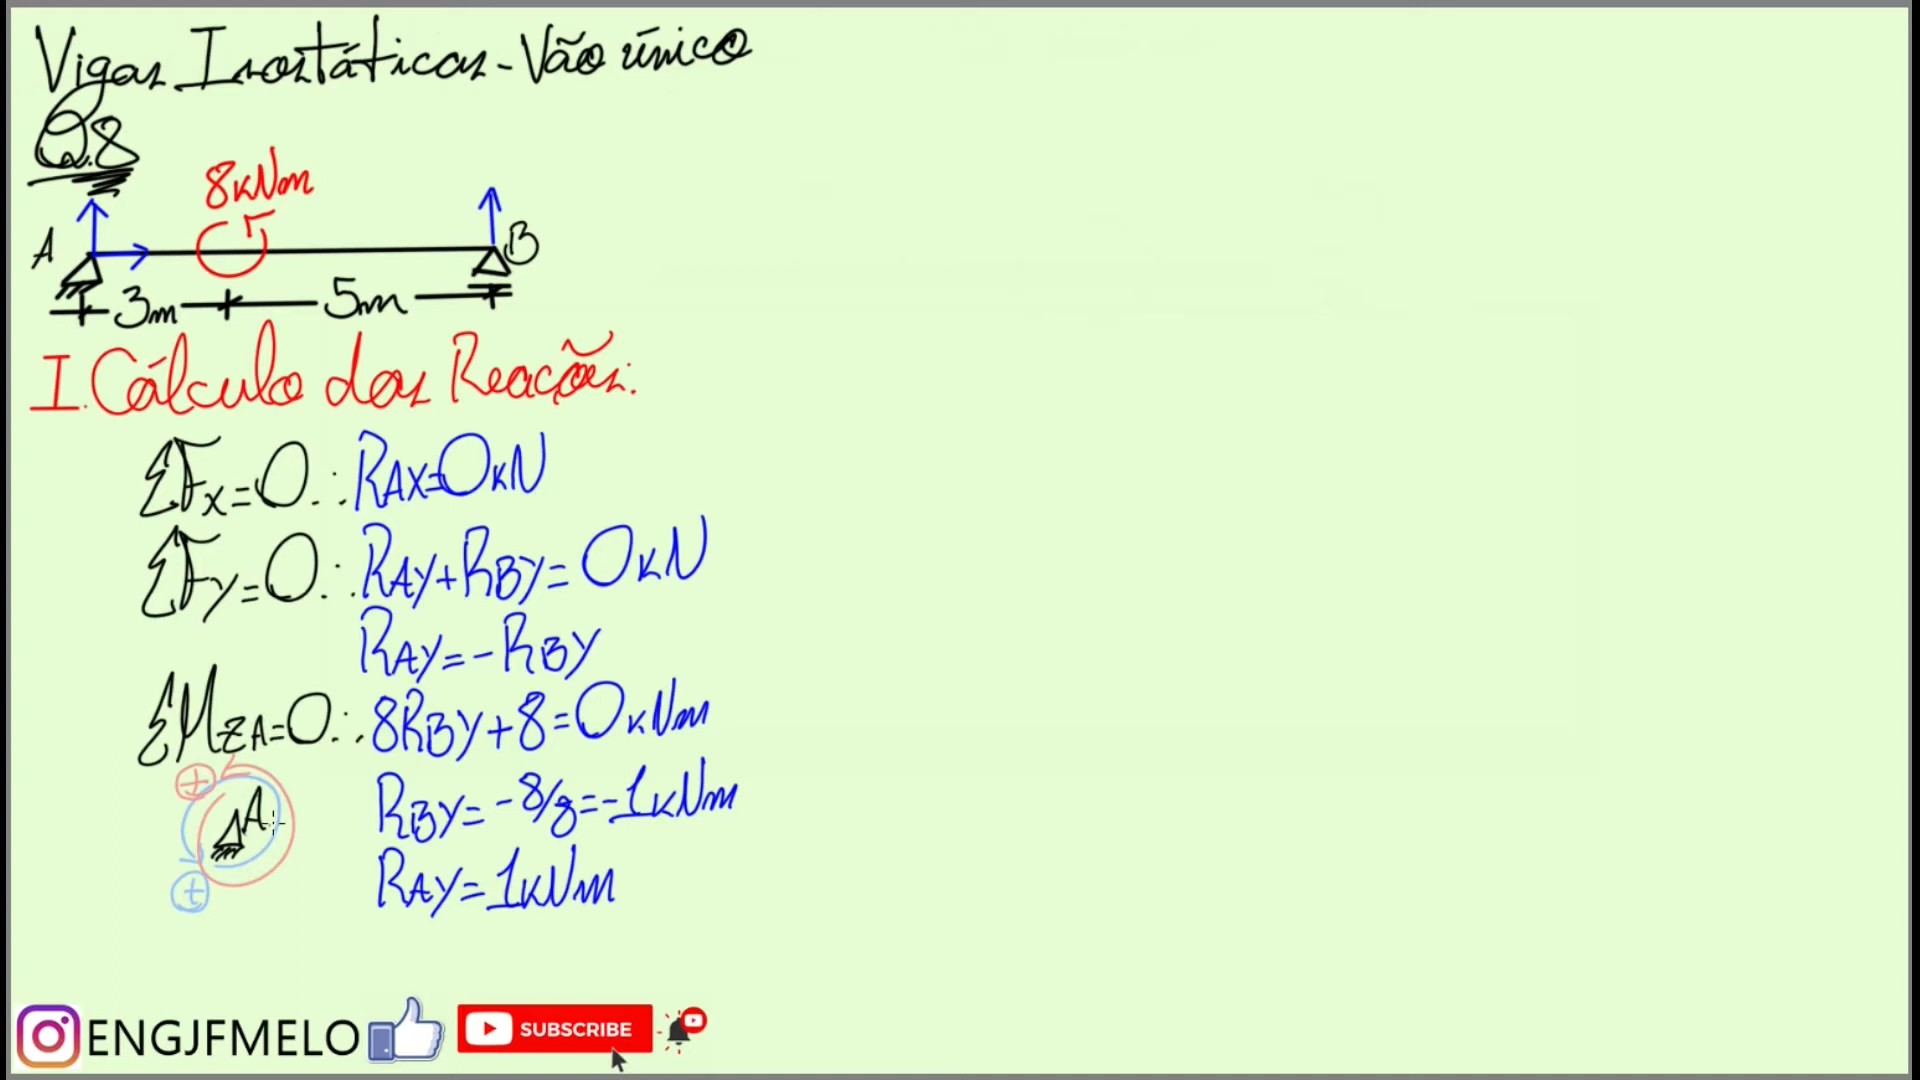 Vigas Isostáticas - Vão único
Q.8
8kNm
A
B
3m 5m
I. Cálculo das Reações:
ΣFx=0 ∴ RAX=0kN
ΣFy=0 ∴ RAY+RBY=0kN
RAY=-RBY
ΣMZA=0 ∴ 8RBY+8=0kNm
RBY=-8/8=-1kNm
RAY=1kNm
+
A
+
ENGJFMELO
SUBSCRIBE